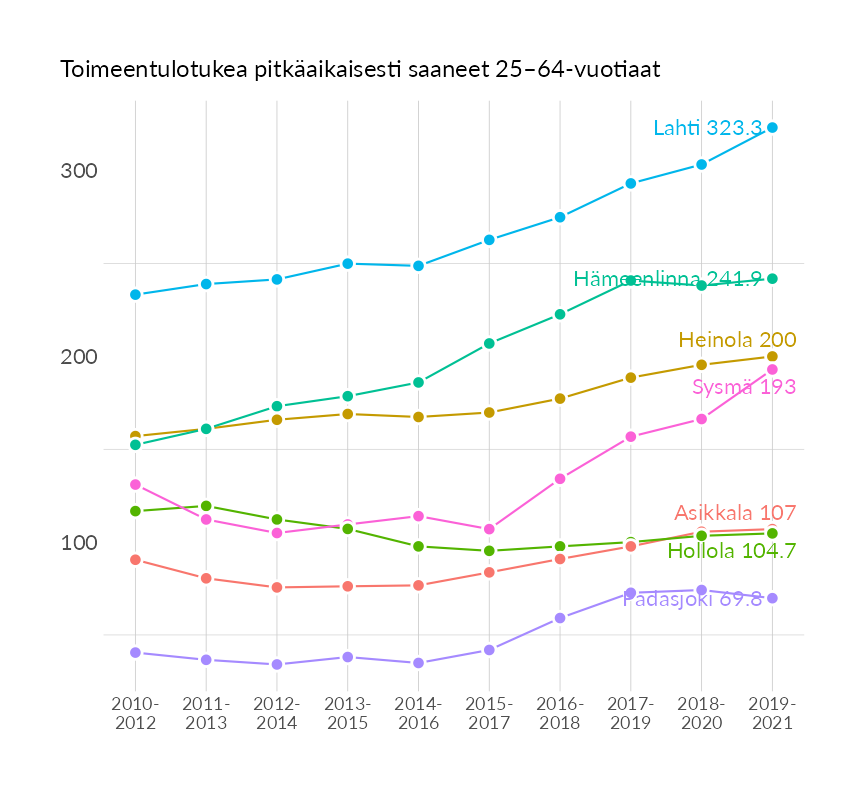 Toimeentulotukea pitkäaikaisesti saaneet 25–64-vuotiaat
Lahti 323.3
300
Hämeenlinna 241.9
Heinola 200
200
Sysmä 193
Asikkala 107
100
Hollola 104.7
Padasjoki 69.8
2010- 2011- 2012- 2013- 2014- 2015- 2016- 2017- 2018- 2019-
2012 2013 2014 2015 2016 2017 2018 2019 2020 2021